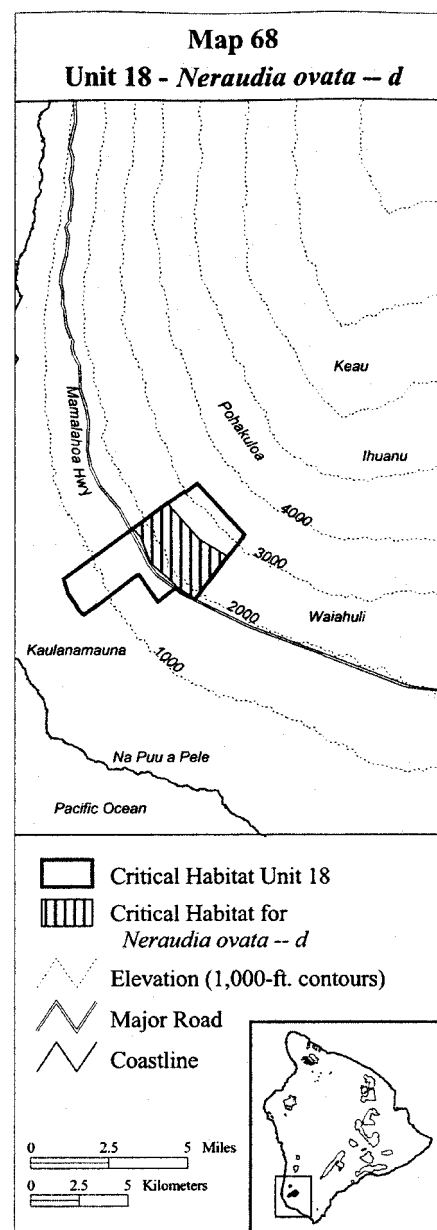 Map 68
Unit 18 - Neraudia ovata -- d
Keau
Mamalahoa Hwy
Pohakuloa
Ihuanu
4000
3000
2000
Waiahuli
1000
Kaulanamauna
Na Puu a Pele
Pacific Ocean
Critical Habitat Unit 18
Critical Habitat for
Neraudia ovata -- d
Elevation (1,000-ft. contours)
Major Road
Coastline
0 2.5 5 Miles
0 2.5 5 Kilometers